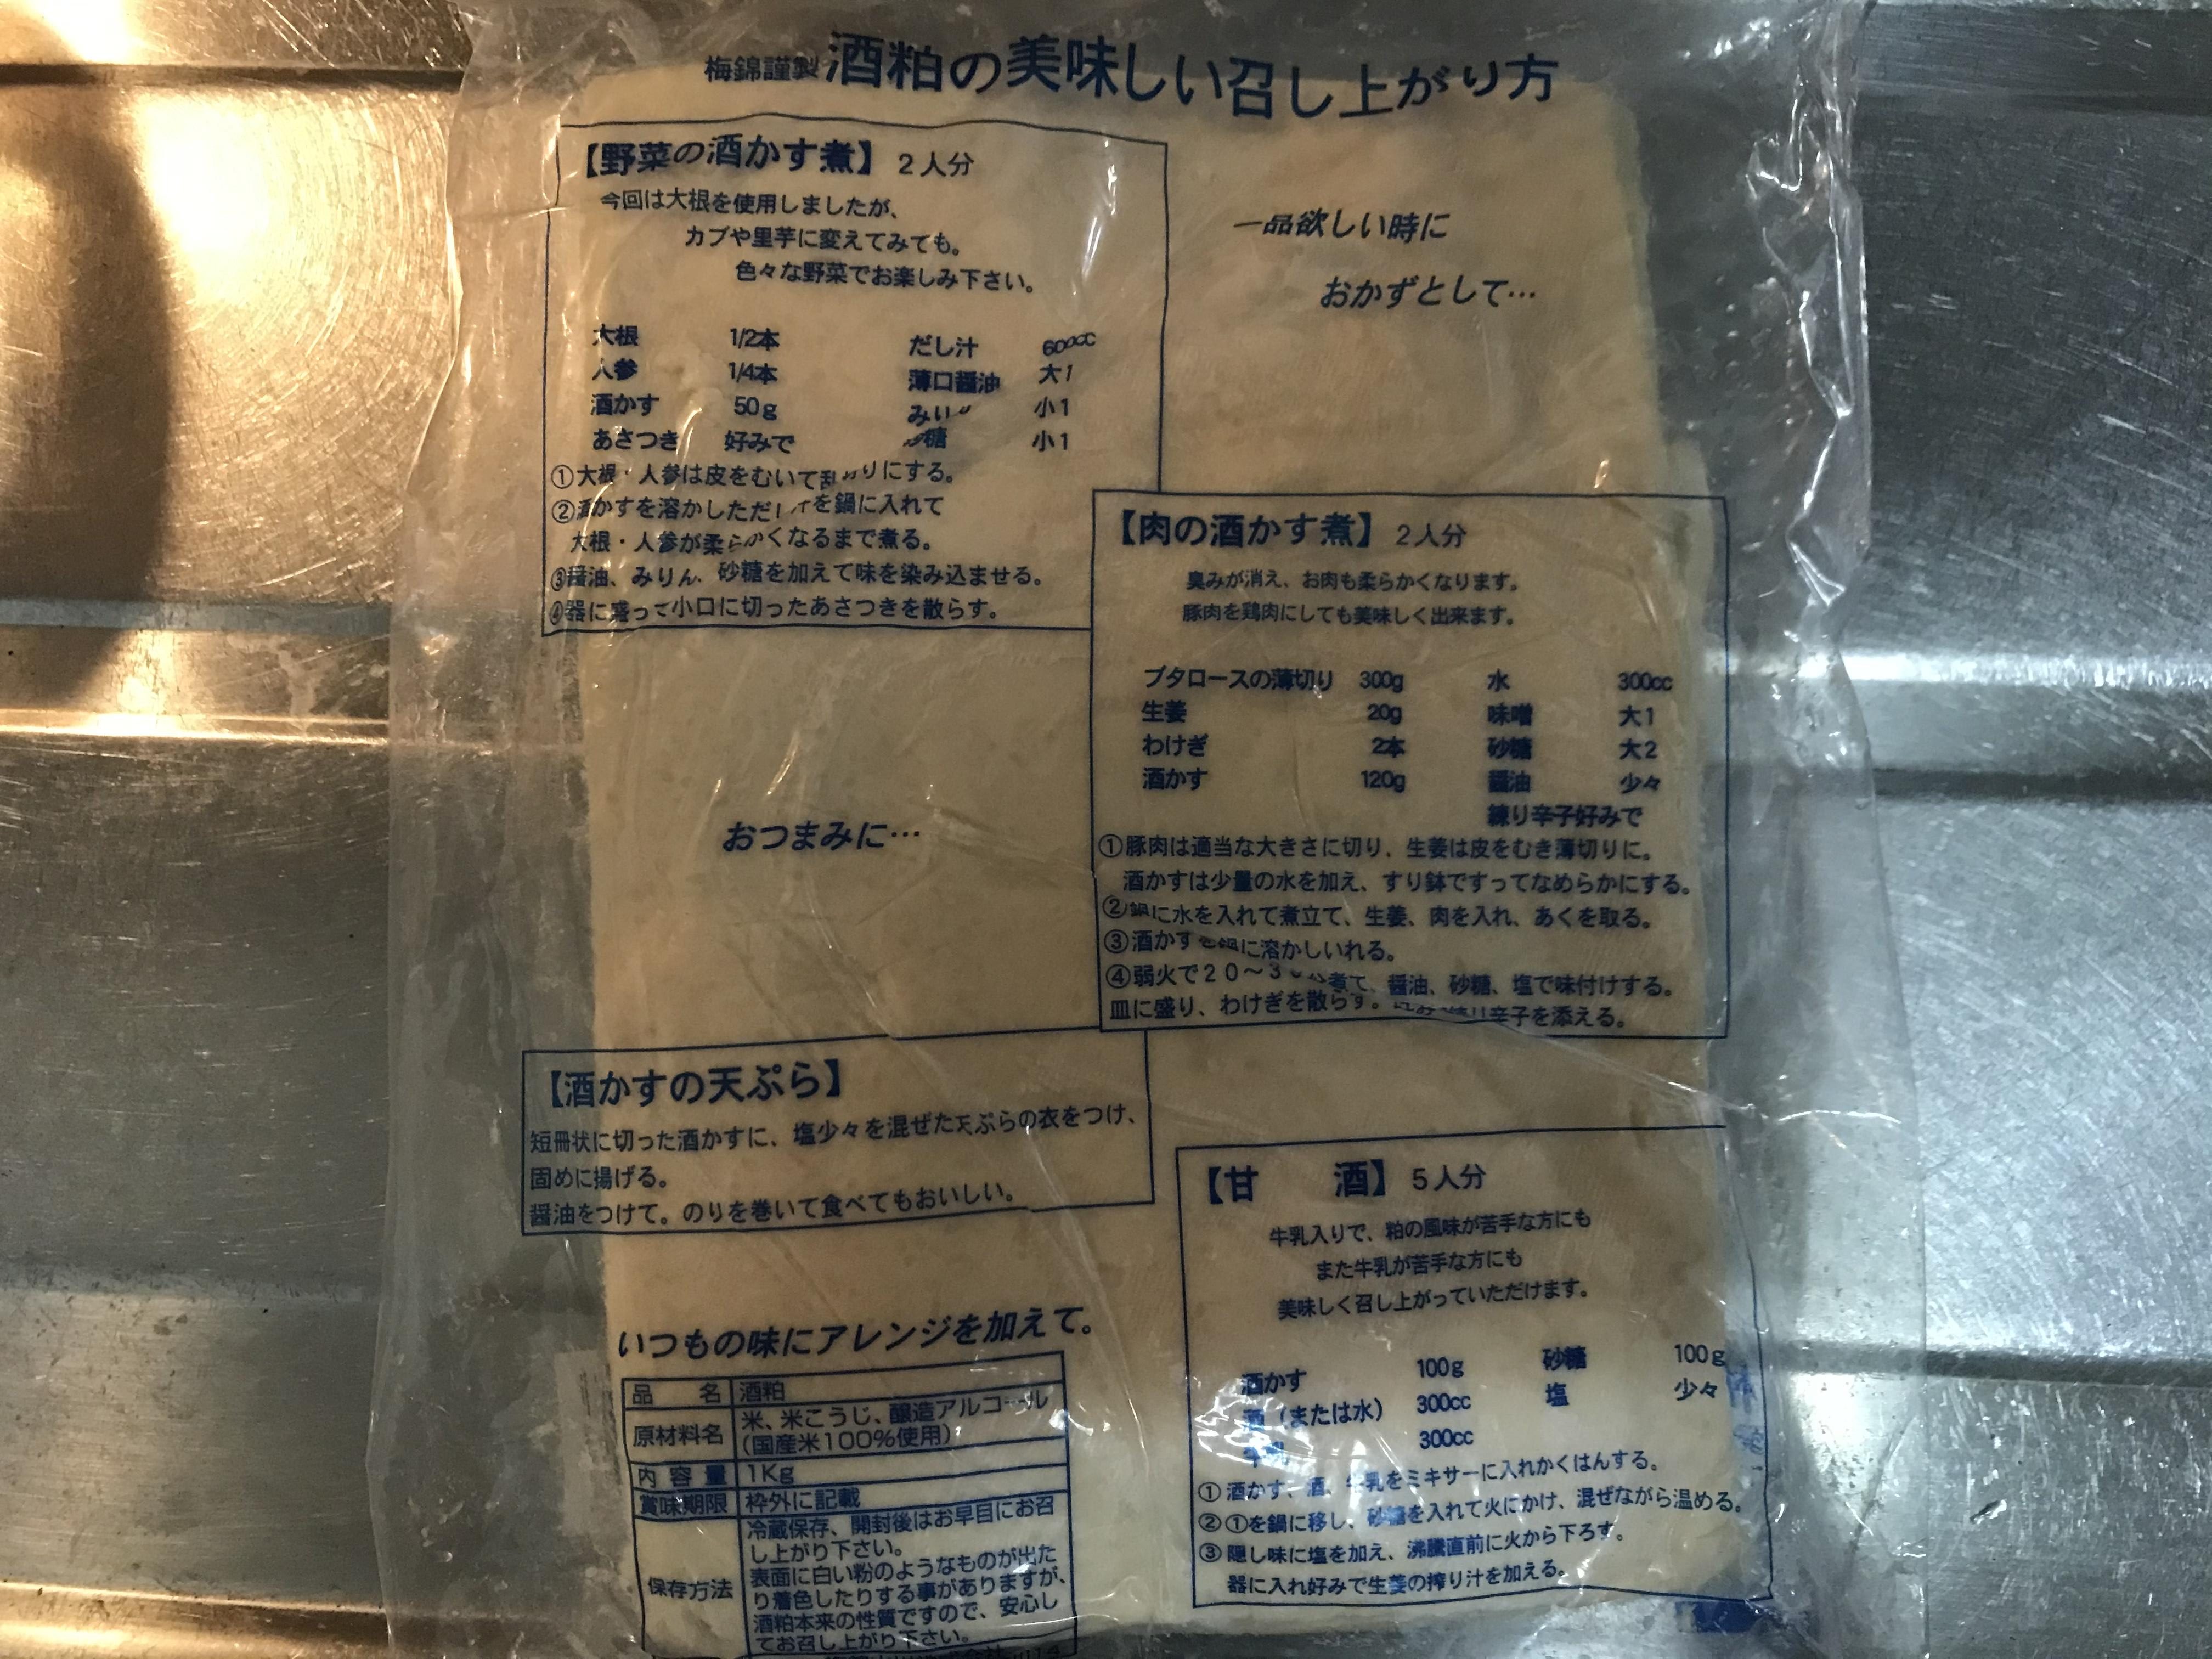 梅錦謹製 酒粕の美味しい召し上がり方
【野菜の酒かす煮】 2人分
今回は大根を使用しましたが、
カブや里芋に変えてみても。
色々な野菜でお楽しみ下さい。
大根 1/2本 だし汁 600cc
人参 1/4本 薄口醤油 大1
酒かす 50g みりん 小1
あさつき 好みで 砂糖 小1
①大根・人参は皮をむいて乱切りにする。
②酒かすを溶かしただし汁を鍋に入れて
大根・人参が柔らかくなるまで煮る。
③醤油、みりん、砂糖を加えて味を染み込ませる。
④器に盛って小口に切ったあさつきを散らす。
一品欲しい時に
おかずとして…
【肉の酒かす煮】 2人分
臭みが消え、お肉も柔らかくなります。
豚肉を鶏肉にしても美味しく出来ます。
ブタロースの薄切り 300g 水 300cc
生姜 20g 味噌 大1
わけぎ 2本 砂糖 大2
酒かす 120g 醤油 少々
練り辛子好みで
①豚肉は適当な大きさに切り、生姜は皮をむき薄切りに。
酒かすは少量の水を加え、すり鉢ですってなめらかにする。
②鍋に水を入れて煮立て、生姜、肉を入れ、あくを取る。
③酒かすを鍋に溶かしいれる。
④弱火で20〜30分煮て、醤油、砂糖、塩で味付けする。
皿に盛り、わけぎを散らす。 練り辛子を添える。
おつまみに…
【酒かすの天ぷら】
短冊状に切った酒かすに、塩少々を混ぜた天ぷらの衣をつけ、
固めに揚げる。
醤油をつけて。のりを巻いて食べてもおいしい。
【甘 酒】 5人分
牛乳入りで、粕の風味が苦手な方にも
また牛乳が苦手な方にも
美味しく召し上がっていただけます。
酒かす 100g 砂糖 100g
酒（または水） 300cc 塩 少々
牛乳 300cc
①酒かす、酒、牛乳をミキサーに入れかくはんする。
②①を鍋に移し、砂糖を入れて火にかけ、混ぜながら温める。
③隠し味に塩を加え、沸騰直前に火から下ろす。
器に入れ好みで生姜の搾り汁を加える。
いつもの味にアレンジを加えて。
品 名 酒粕
原材料名 米、米こうじ、醸造アルコール
(国産米100%使用)
内 容 量 1Kg
賞味期限 枠外に記載
保存方法 冷蔵保存、開封後はお早目にお召
し上がり下さい。
表面に白い粉のようなものが出た
り着色したりする事がありますが、
酒粕本来の性質ですので、安心し
てお召し上がり下さい。